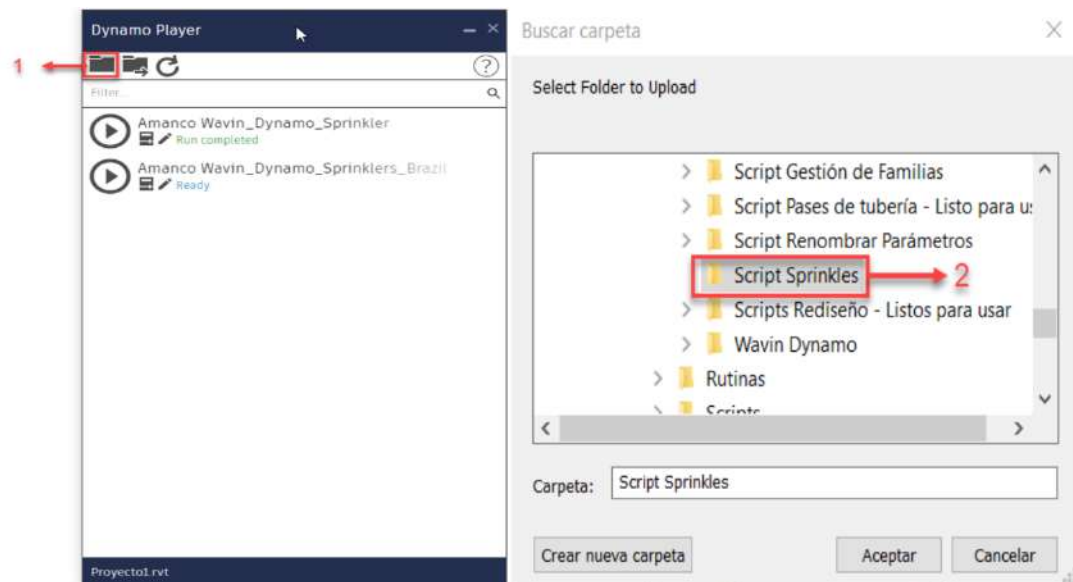 Dynamo Player
1
Filter...
Amanco Wavin_Dynamo_Sprinkler
Run completed
Amanco Wavin_Dynamo_Sprinklers_Brazil
Ready
Proyecto1.rvt
Buscar carpeta
Select Folder to Upload
Script Gestión de Familias
Script Pases de tubería - Listo para us
Script Renombrar Parámetros
Script Sprinkles
2
Scripts Rediseño - Listos para usar
Wavin Dynamo
Rutinas
Scripts
Carpeta:
Script Sprinkles
Crear nueva carpeta
Aceptar
Cancelar